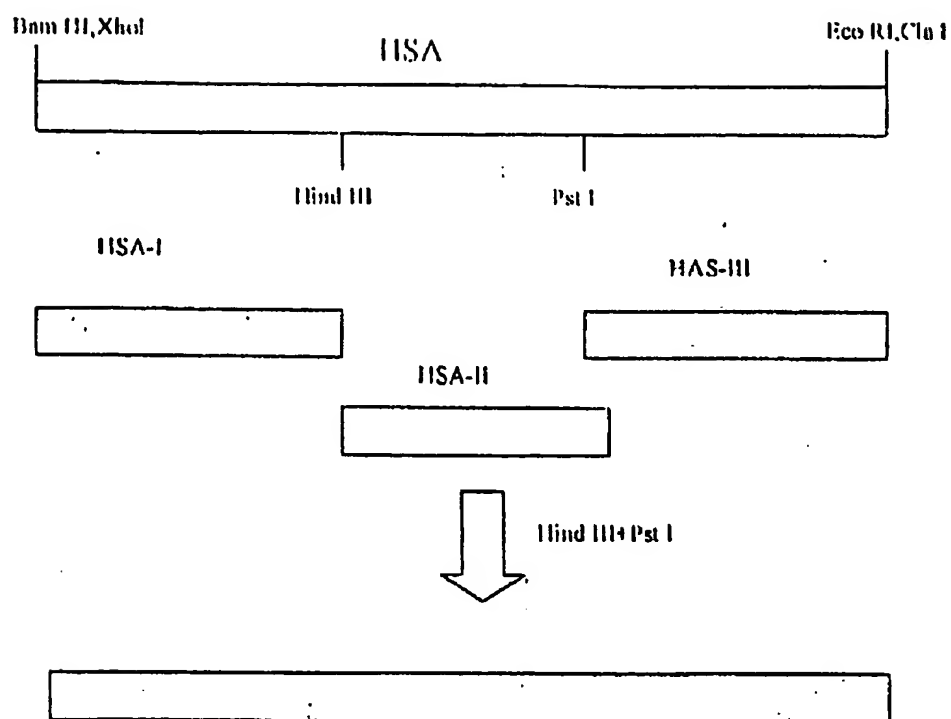 Bam HI,XhoI
Eco RI,Cla I
HSA
Hind III
Pst I
HSA-I
HAS-III
HSA-II
Hind III+Pst I